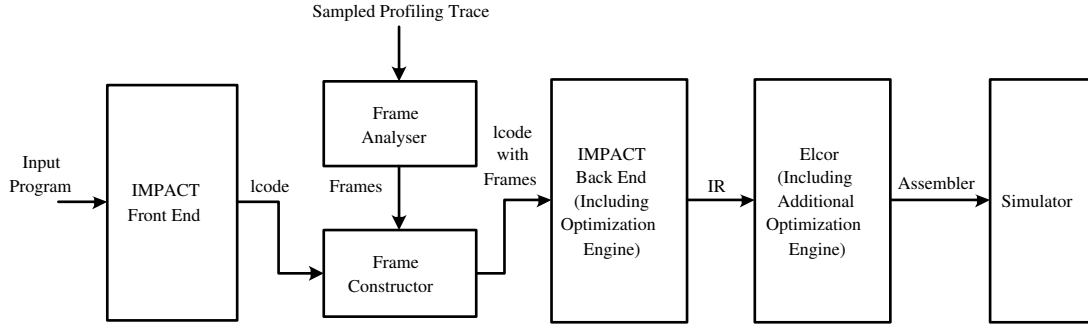 Sampled Profiling Trace
Input
Program
IMPACT
Front End
lcode
Frame
Analyser
Frames
Frame
Constructor
lcode
with
Frames
IMPACT
Back End
(Including
Optimization
Engine)
IR
Elcor
(Including
Additional
Optimization
Engine)
Assembler
Simulator